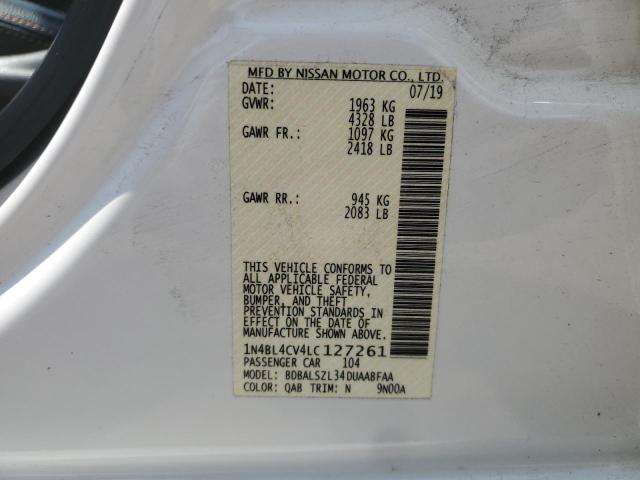 MFD BY NISSAN MOTOR CO., LTD.
DATE: 07/19
GVWR: 1963 KG
4328 LB
GAWR FR.: 1097 KG
2418 LB
GAWR RR.: 945 KG
2083 LB
THIS VEHICLE CONFORMS TO
ALL APPLICABLE FEDERAL
MOTOR VEHICLE SAFETY,
BUMPER, AND THEFT
PREVENTION STANDARDS IN
EFFECT ON THE DATE OF
MANUFACTURE SHOWN ABOVE.
1N4BL4CV4LC127261
PASSENGER CAR 104
MODEL: BDBALSZL34DUAABFAA
COLOR: QAB TRIM: N 9N00A